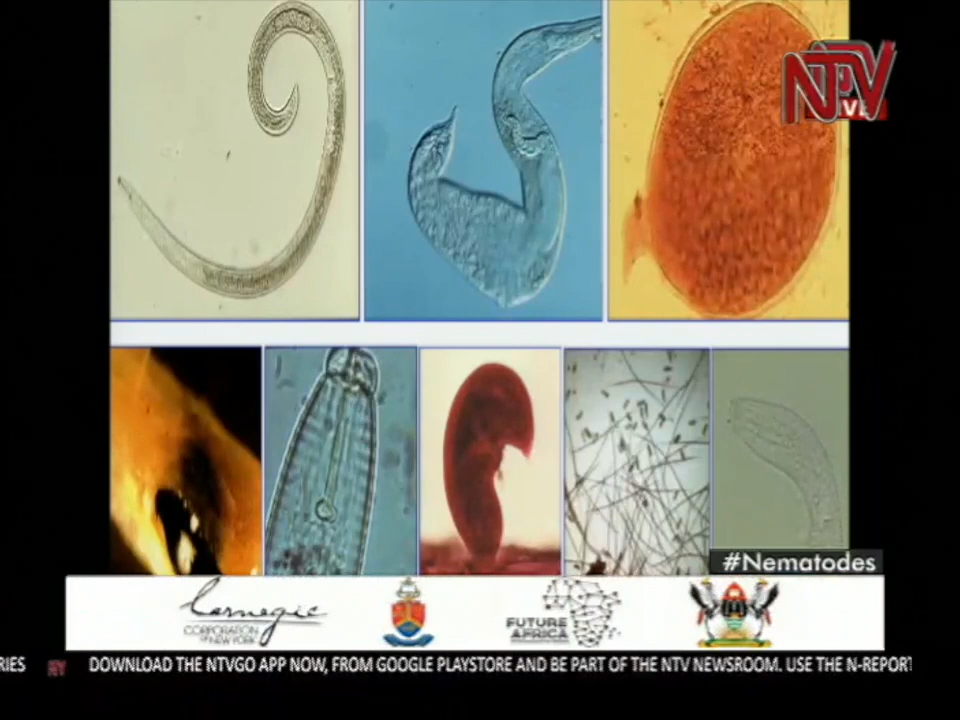 NTV
#Nematodes
Carnegie
CORPORATION
OF NEW YORK
FUTURE
AFRICA
RIES NTV DOWNLOAD THE NTVGO APP NOW, FROM GOOGLE PLAYSTORE AND BE PART OF THE NTV NEWSROOM. USE THE N-REPORT